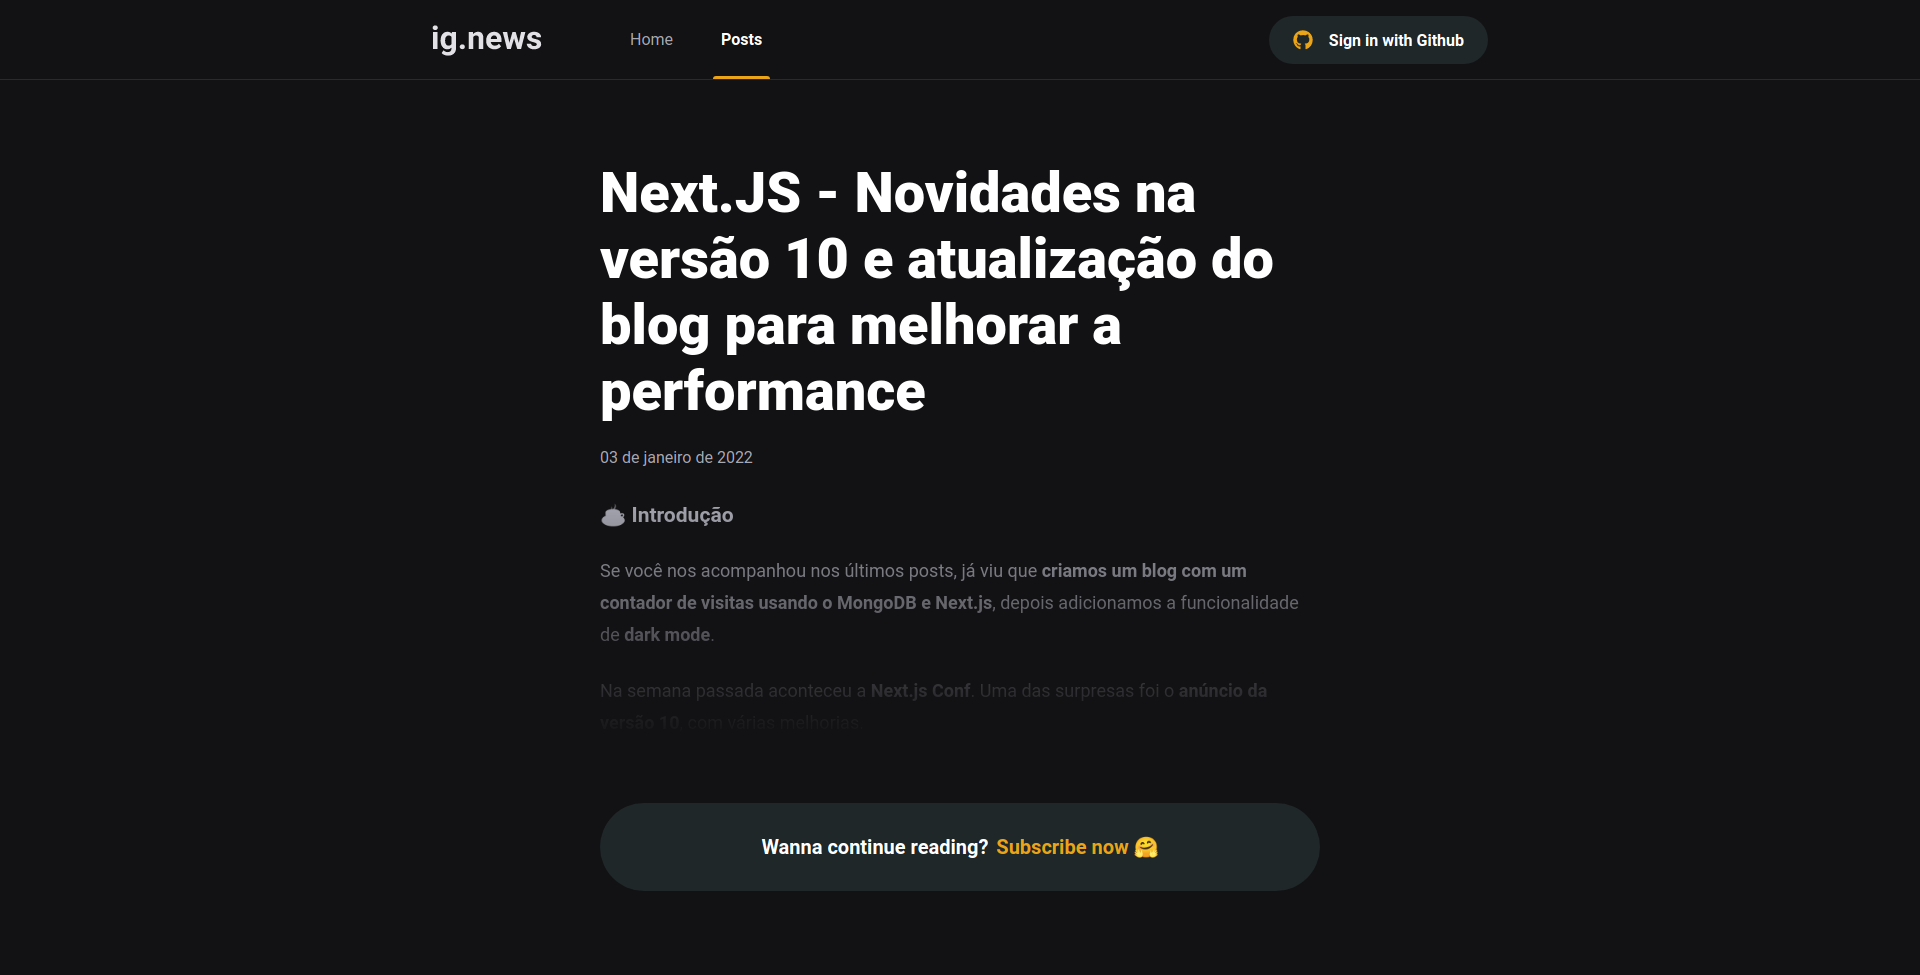 ig.news
Home
Posts
Sign in with Github
Next.JS - Novidades na
versão 10 e atualização do
blog para melhorar a
performance
03 de janeiro de 2022
Introdução
Se você nos acompanhou nos últimos posts, já viu que criamos um blog com um
contador de visitas usando o MongoDB e Next.js, depois adicionamos a funcionalidade
de dark mode.
Na semana passada aconteceu a Next.js Conf. Uma das surpresas foi o anúncio da
versão 10, com várias melhorias.
Wanna continue reading? Subscribe now 🤗